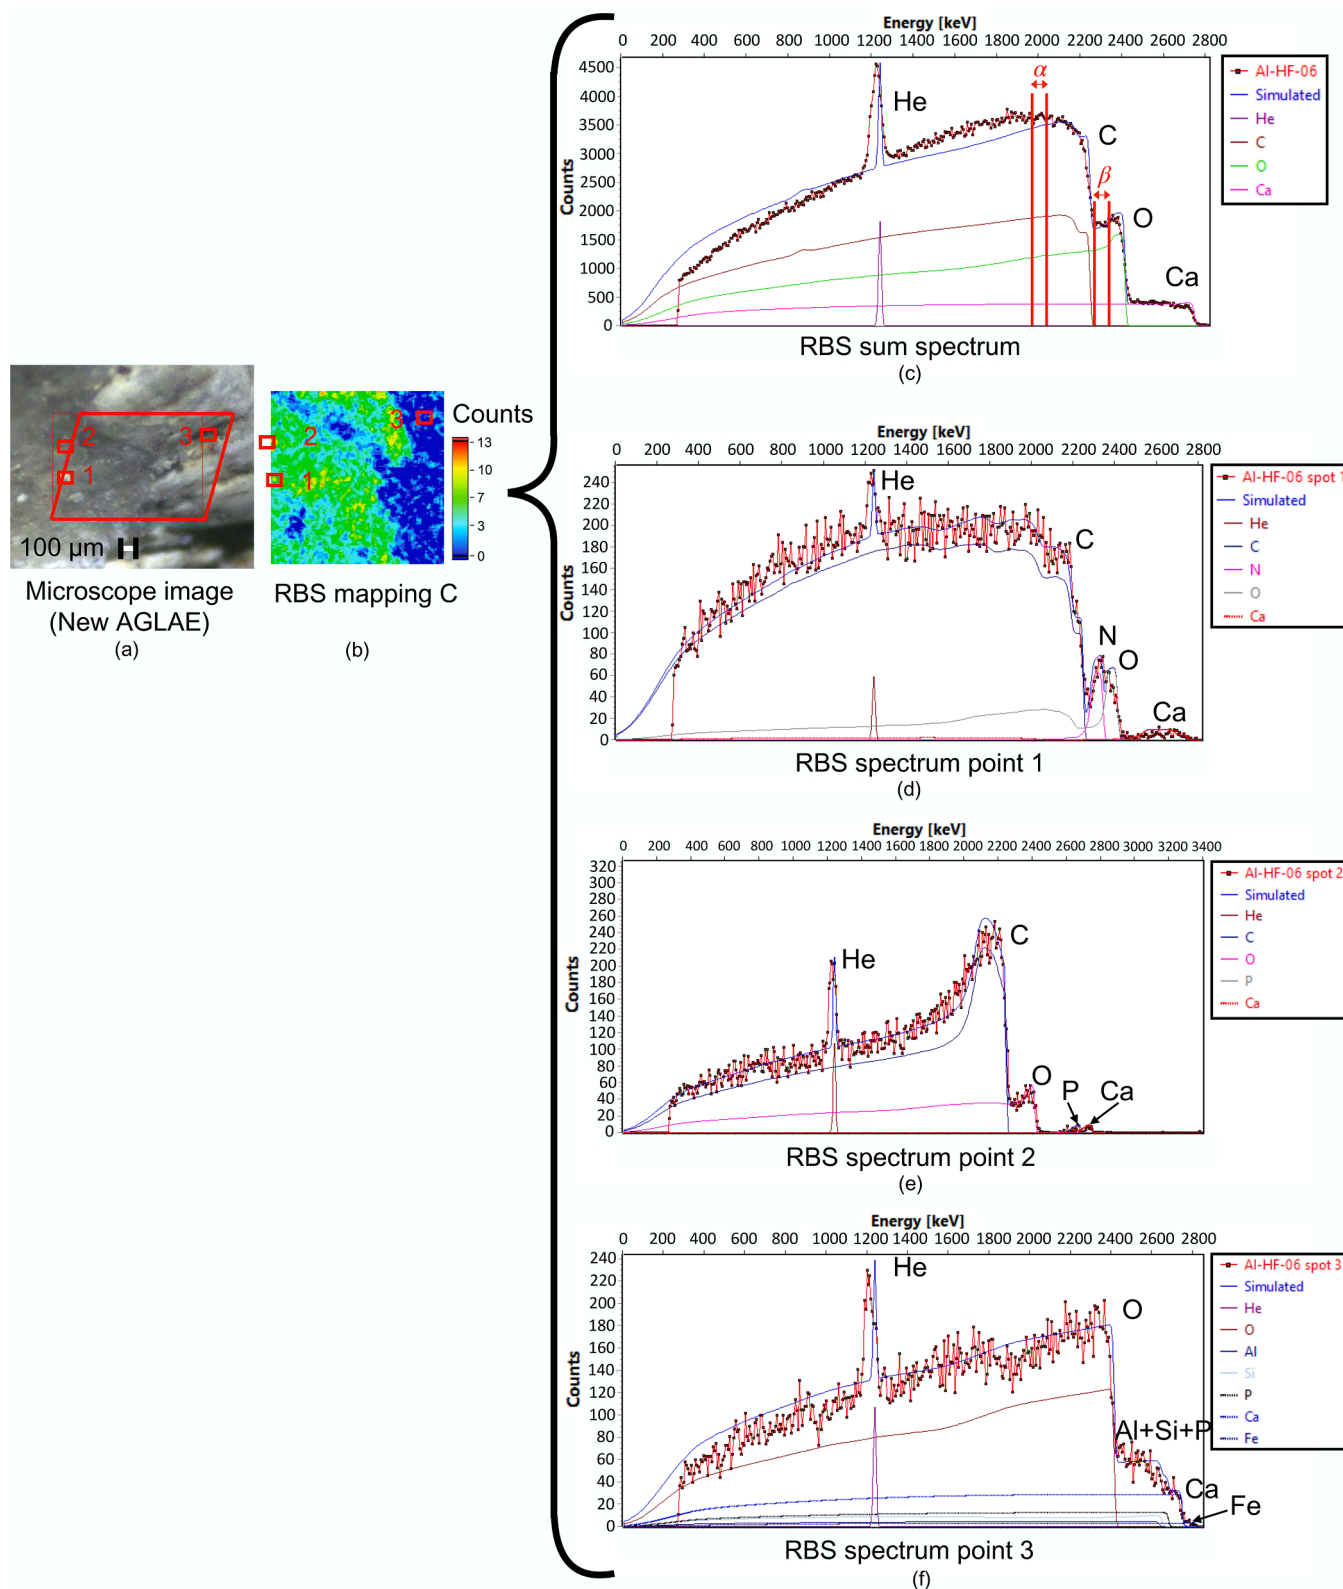 Energy [keV]
0 200 400 600 800 1000 1200 1400 1600 1800 2000 2200 2400 2600 2800
Counts
4500
4000
3500
3000
2500
2000
1500
1000
500
0
He
α
C
β
O
Ca
AI-HF-06
Simulated
He
C
O
Ca
RBS sum spectrum
(c)
2
3
1
100 µm
Microscope image
(New AGLAE)
(a)
3
2
1
Counts
13
10
7
3
0
RBS mapping C
(b)
Energy [keV]
0 200 400 600 800 1000 1200 1400 1600 1800 2000 2200 2400 2600 2800
Counts
240
220
200
180
160
140
120
100
80
60
40
20
0
He
C
N
O
Ca
AI-HF-06 spot 1
Simulated
He
C
N
O
Ca
RBS spectrum point 1
(d)
Energy [keV]
0 200 400 600 800 1000 1200 1400 1600 1800 2000 2200 2400 2600 2800 3000 3200 3400
Counts
320
300
280
260
240
220
200
180
160
140
120
100
80
60
40
20
0
He
C
O
P
Ca
AI-HF-06 spot 2
Simulated
He
C
O
P
Ca
RBS spectrum point 2
(e)
Energy [keV]
0 200 400 600 800 1000 1200 1400 1600 1800 2000 2200 2400 2600 2800
Counts
240
220
200
180
160
140
120
100
80
60
40
20
0
He
O
Al+Si+P
Ca
Fe
AI-HF-06 spot 3
Simulated
He
O
Al
Si
P
Ca
Fe
RBS spectrum point 3
(f)